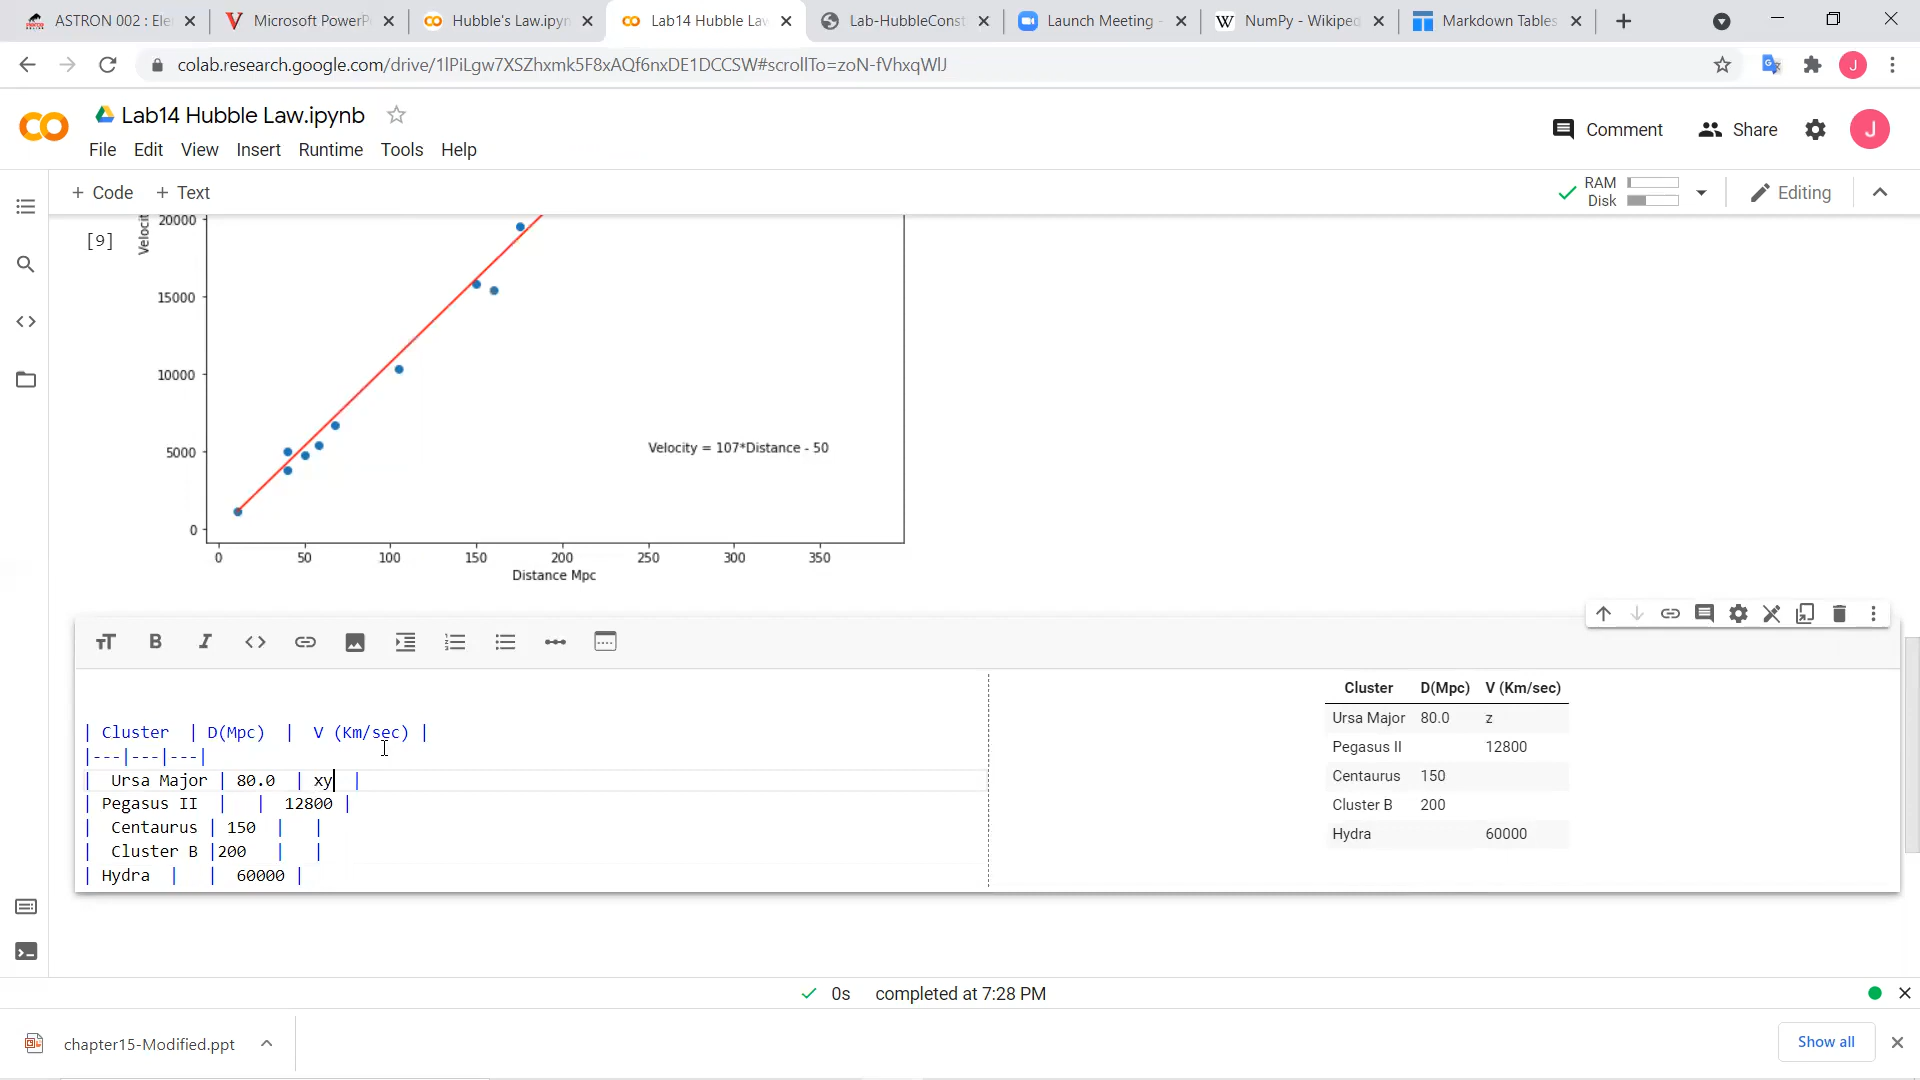 ASTRON 002 : Ele
Microsoft PowerP
Hubble's Law.ipyn
Lab14 Hubble Law
Lab-HubbleConst
Launch Meeting -
NumPy - Wikiped
Markdown Tables
colab.research.google.com/drive/1lPiLgw7XSZhxmk5F8xAQf6nxDE1DCCSW#scrollTo=zoN-fVhxqWlJ
J
Lab14 Hubble Law.ipynb
Comment
Share
J
File Edit View Insert Runtime Tools Help
+ Code + Text
RAM
Disk
Editing
[9]
Velocit
20000
15000
10000
5000
0
Velocity = 107*Distance - 50
0 50 100 150 200 250 300 350
Distance Mpc
| Cluster | D(Mpc) | V (Km/sec) |
|---|---|---|
| Ursa Major | 80.0 | xy |
| Pegasus II | | 12800 |
| Centaurus | 150 | |
| Cluster B |200 | |
| Hydra | | 60000 |
Cluster D(Mpc) V (Km/sec)
Ursa Major 80.0 z
Pegasus II 12800
Centaurus 150
Cluster B 200
Hydra 60000
0s completed at 7:28 PM
chapter15-Modified.ppt
Show all